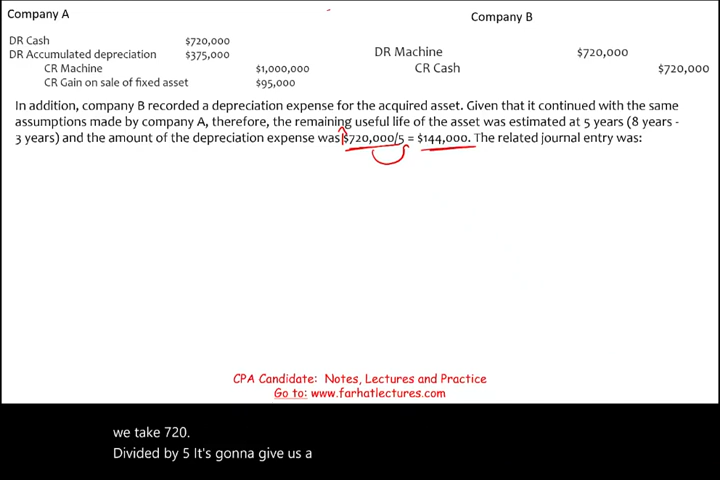 Company A
Company B
DR Cash $720,000
DR Accumulated depreciation $375,000
CR Machine $1,000,000
CR Gain on sale of fixed asset $95,000
DR Machine $720,000
CR Cash $720,000
In addition, company B recorded a depreciation expense for the acquired asset. Given that it continued with the same
assumptions made by company A, therefore, the remaining useful life of the asset was estimated at 5 years (8 years -
3 years) and the amount of the depreciation expense was $720,000/5 = $144,000. The related journal entry was:
CPA Candidate: Notes, Lectures and Practice
Go to: www.farhatlectures.com
we take 720.
Divided by 5 It's gonna give us a